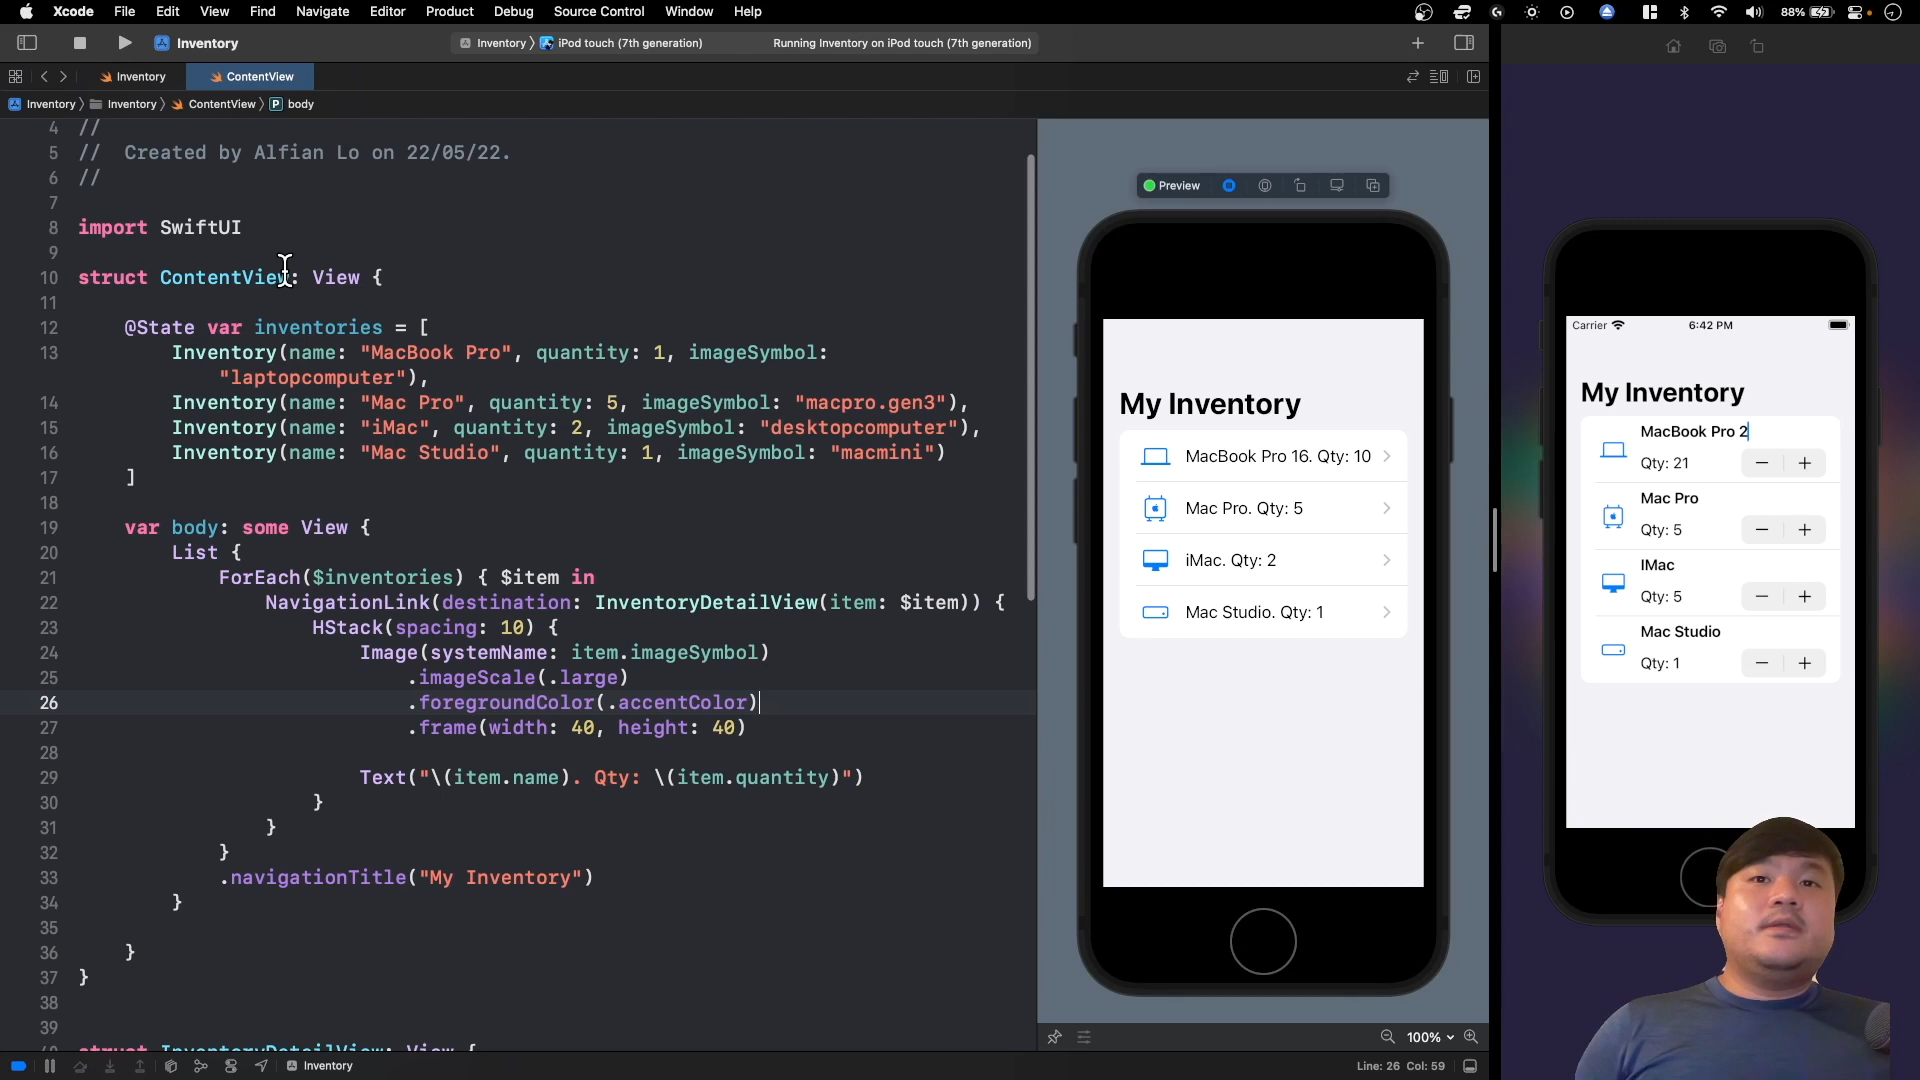 Xcode File Edit View Find Navigate Editor Product Debug Source Control Window Help 88%
Inventory
Inventory iPod touch (7th generation) Running Inventory on iPod touch (7th generation)
Inventory ContentView
Inventory Inventory ContentView P body
4 //
5 //  Created by Alfian Lo on 22/05/22.
6 //
7
8 import SwiftUI
9
10 struct ContentView: View {
11
12 @State var inventories = [
13 Inventory(name: "MacBook Pro", quantity: 1, imageSymbol:
"laptopcomputer"),
14 Inventory(name: "Mac Pro", quantity: 5, imageSymbol: "macpro.gen3"),
15 Inventory(name: "iMac", quantity: 2, imageSymbol: "desktopcomputer"),
16 Inventory(name: "Mac Studio", quantity: 1, imageSymbol: "macmini")
17 ]
18
19 var body: some View {
20 List {
21 ForEach($inventories) { $item in
22 NavigationLink(destination: InventoryDetailView(item: $item)) {
23 HStack(spacing: 10) {
24 Image(systemName: item.imageSymbol)
25 .imageScale(.large)
26 .foregroundColor(.accentColor)
27 .frame(width: 40, height: 40)
28
29 Text("\(item.name). Qty: \(item.quantity)")
30 }
31 }
32 }
33 .navigationTitle("My Inventory")
34 }
35
36 }
37 }
38
39
struct InventoryDetailView: View {
Preview
My Inventory
MacBook Pro 16. Qty: 10
Mac Pro. Qty: 5
iMac. Qty: 2
Mac Studio. Qty: 1
100%
Carrier 6:42 PM
My Inventory
MacBook Pro 2
Qty: 21
Mac Pro
Qty: 5
IMac
Qty: 5
Mac Studio
Qty: 1
Inventory
Line: 26 Col: 59